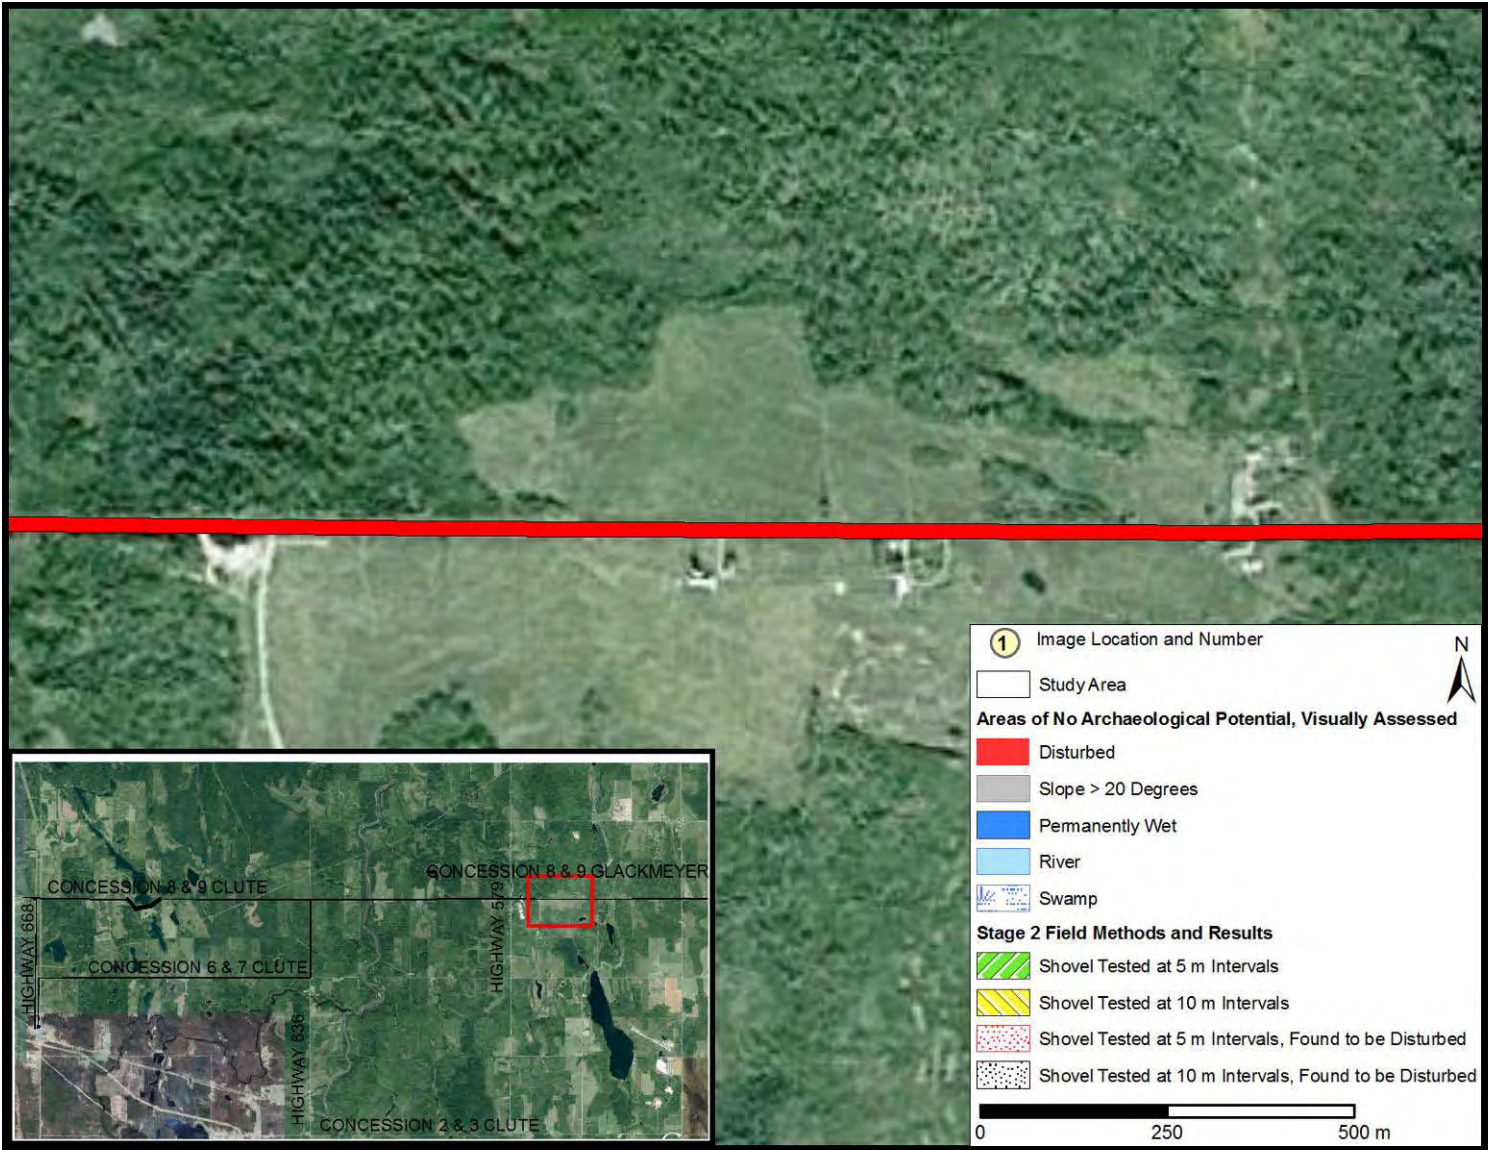 1 Image Location and Number
N
Study Area
Areas of No Archaeological Potential, Visually Assessed
Disturbed
Slope > 20 Degrees
Permanently Wet
River
Swamp
Stage 2 Field Methods and Results
Shovel Tested at 5 m Intervals
Shovel Tested at 10 m Intervals
Shovel Tested at 5 m Intervals, Found to be Disturbed
Shovel Tested at 10 m Intervals, Found to be Disturbed
0 250 500 m
CONCESSION 8 & 9 GLACKMEYER
CONCESSION 8 & 9 CLUTE
HIGHWAY 579
HIGHWAY 668
CONCESSION 6 & 7 CLUTE
HIGHWAY 636
CONCESSION 2 & 3 CLUTE